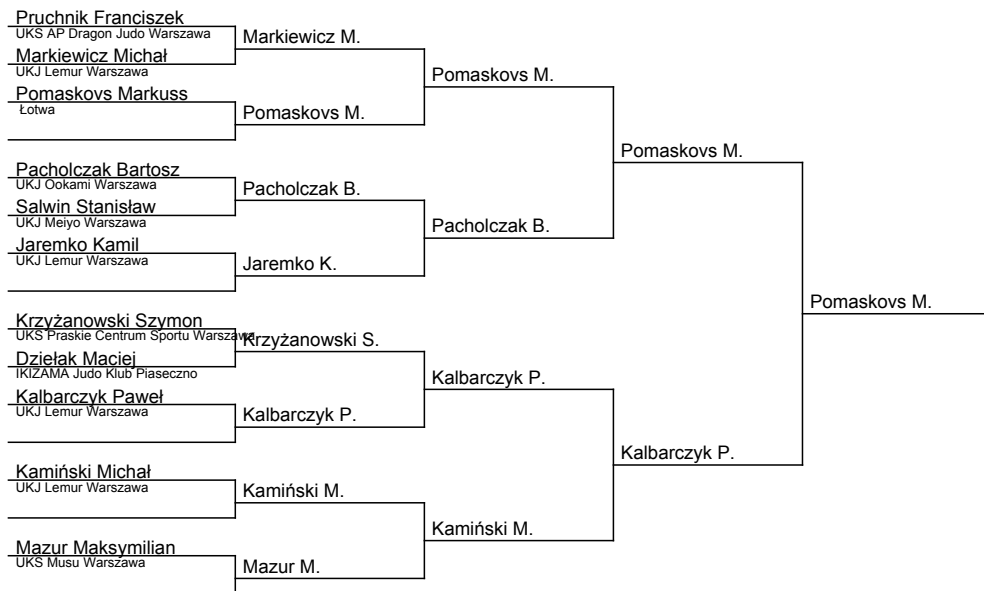 Pruchnik Franciszek
UKS AP Dragon Judo Warszawa
Markiewicz M.
Markiewicz Michał
UKJ Lemur Warszawa
Pomaskovs M.
Pomaskovs Markuss
Łotwa
Pomaskovs M.
Pomaskovs M.
Pacholczak Bartosz
UKJ Ookami Warszawa
Pacholczak B.
Salwin Stanisław
UKJ Meiyo Warszawa
Pacholczak B.
Jaremko Kamil
UKJ Lemur Warszawa
Jaremko K.
Pomaskovs M.
Krzyżanowski Szymon
UKS Praskie Centrum Sportu Warszawa
Krzyżanowski S.
Dziełak Maciej
IKIZAMA Judo Klub Piaseczno
Kalbarczyk P.
Kalbarczyk Paweł
UKJ Lemur Warszawa
Kalbarczyk P.
Kalbarczyk P.
Kamiński Michał
UKJ Lemur Warszawa
Kamiński M.
Kamiński M.
Mazur Maksymilian
UKS Musu Warszawa
Mazur M.